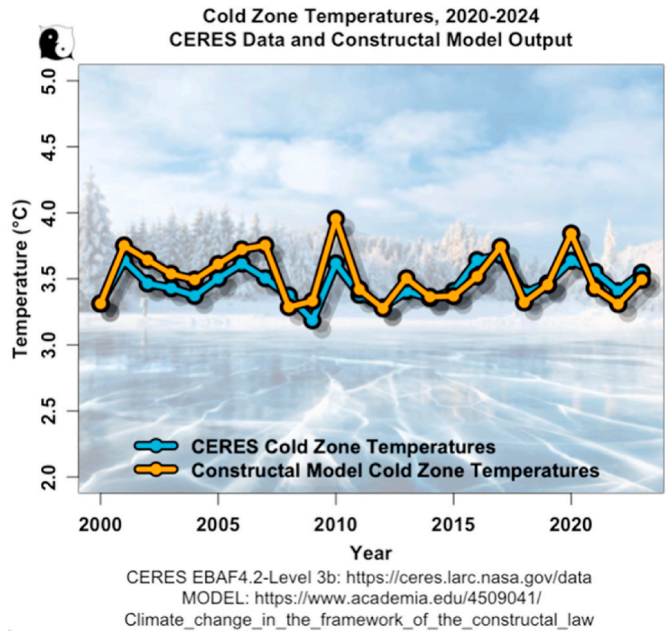 Cold Zone Temperatures, 2020-2024
CERES Data and Constructal Model Output
Temperature (°C)
5.0
4.5
4.0
3.5
3.0
2.5
2.0
CERES Cold Zone Temperatures
Constructal Model Cold Zone Temperatures
2000 2005 2010 2015 2020
Year
CERES EBAF4.2-Level 3b: https://ceres.larc.nasa.gov/data
MODEL: https://www.academia.edu/4509041/
Climate_change_in_the_framework_of_the_constructal_law